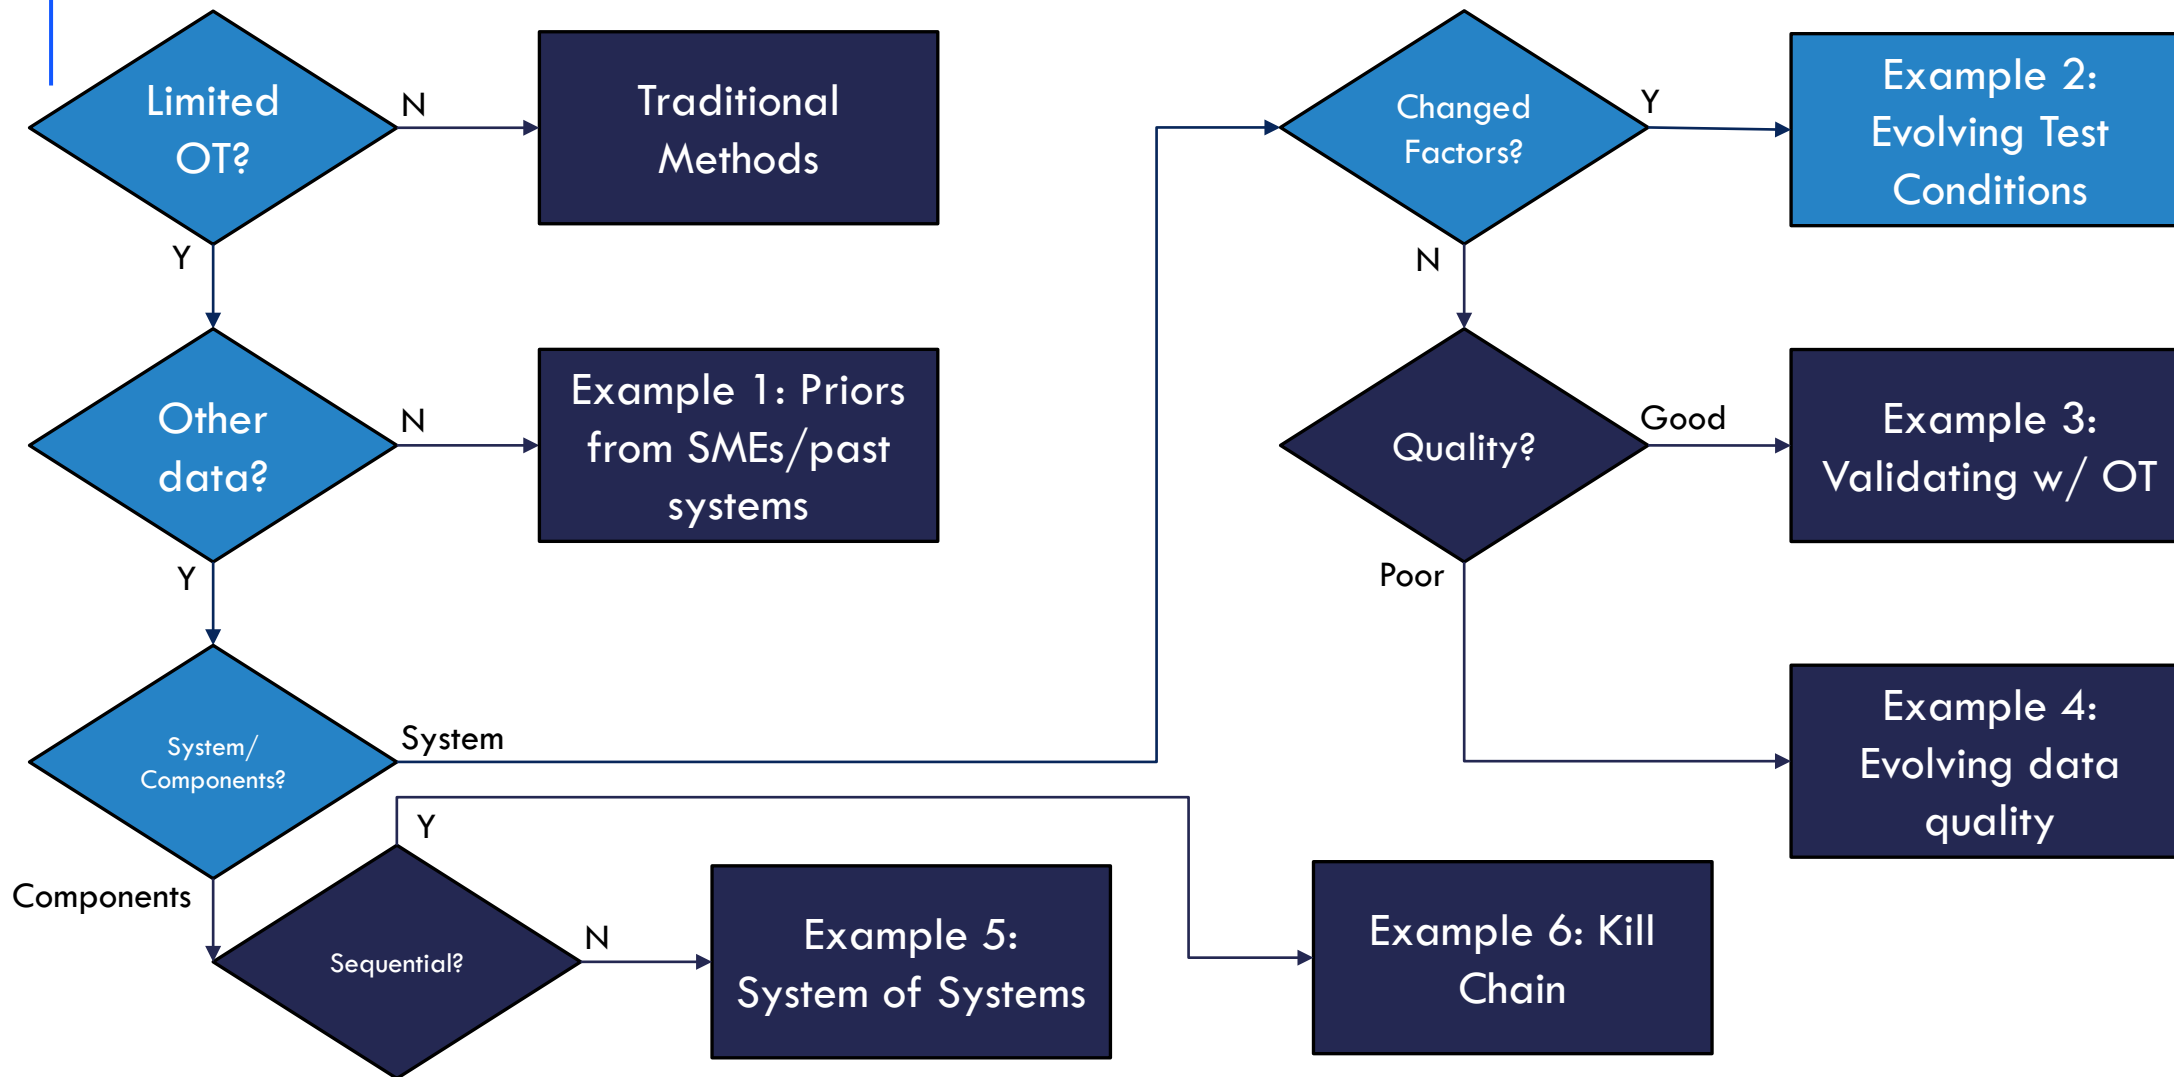 Limited
OT?
N
Traditional
Methods
Y
Other
data?
N
Example 1: Priors
from SMEs/past
systems
Y
System/
Components?
System
Components
Sequential?
Y
N
Example 5:
System of Systems
Example 6: Kill
Chain
Changed
Factors?
Y
Example 2:
Evolving Test
Conditions
N
Quality?
Good
Example 3:
Validating w/ OT
Poor
Example 4:
Evolving data
quality